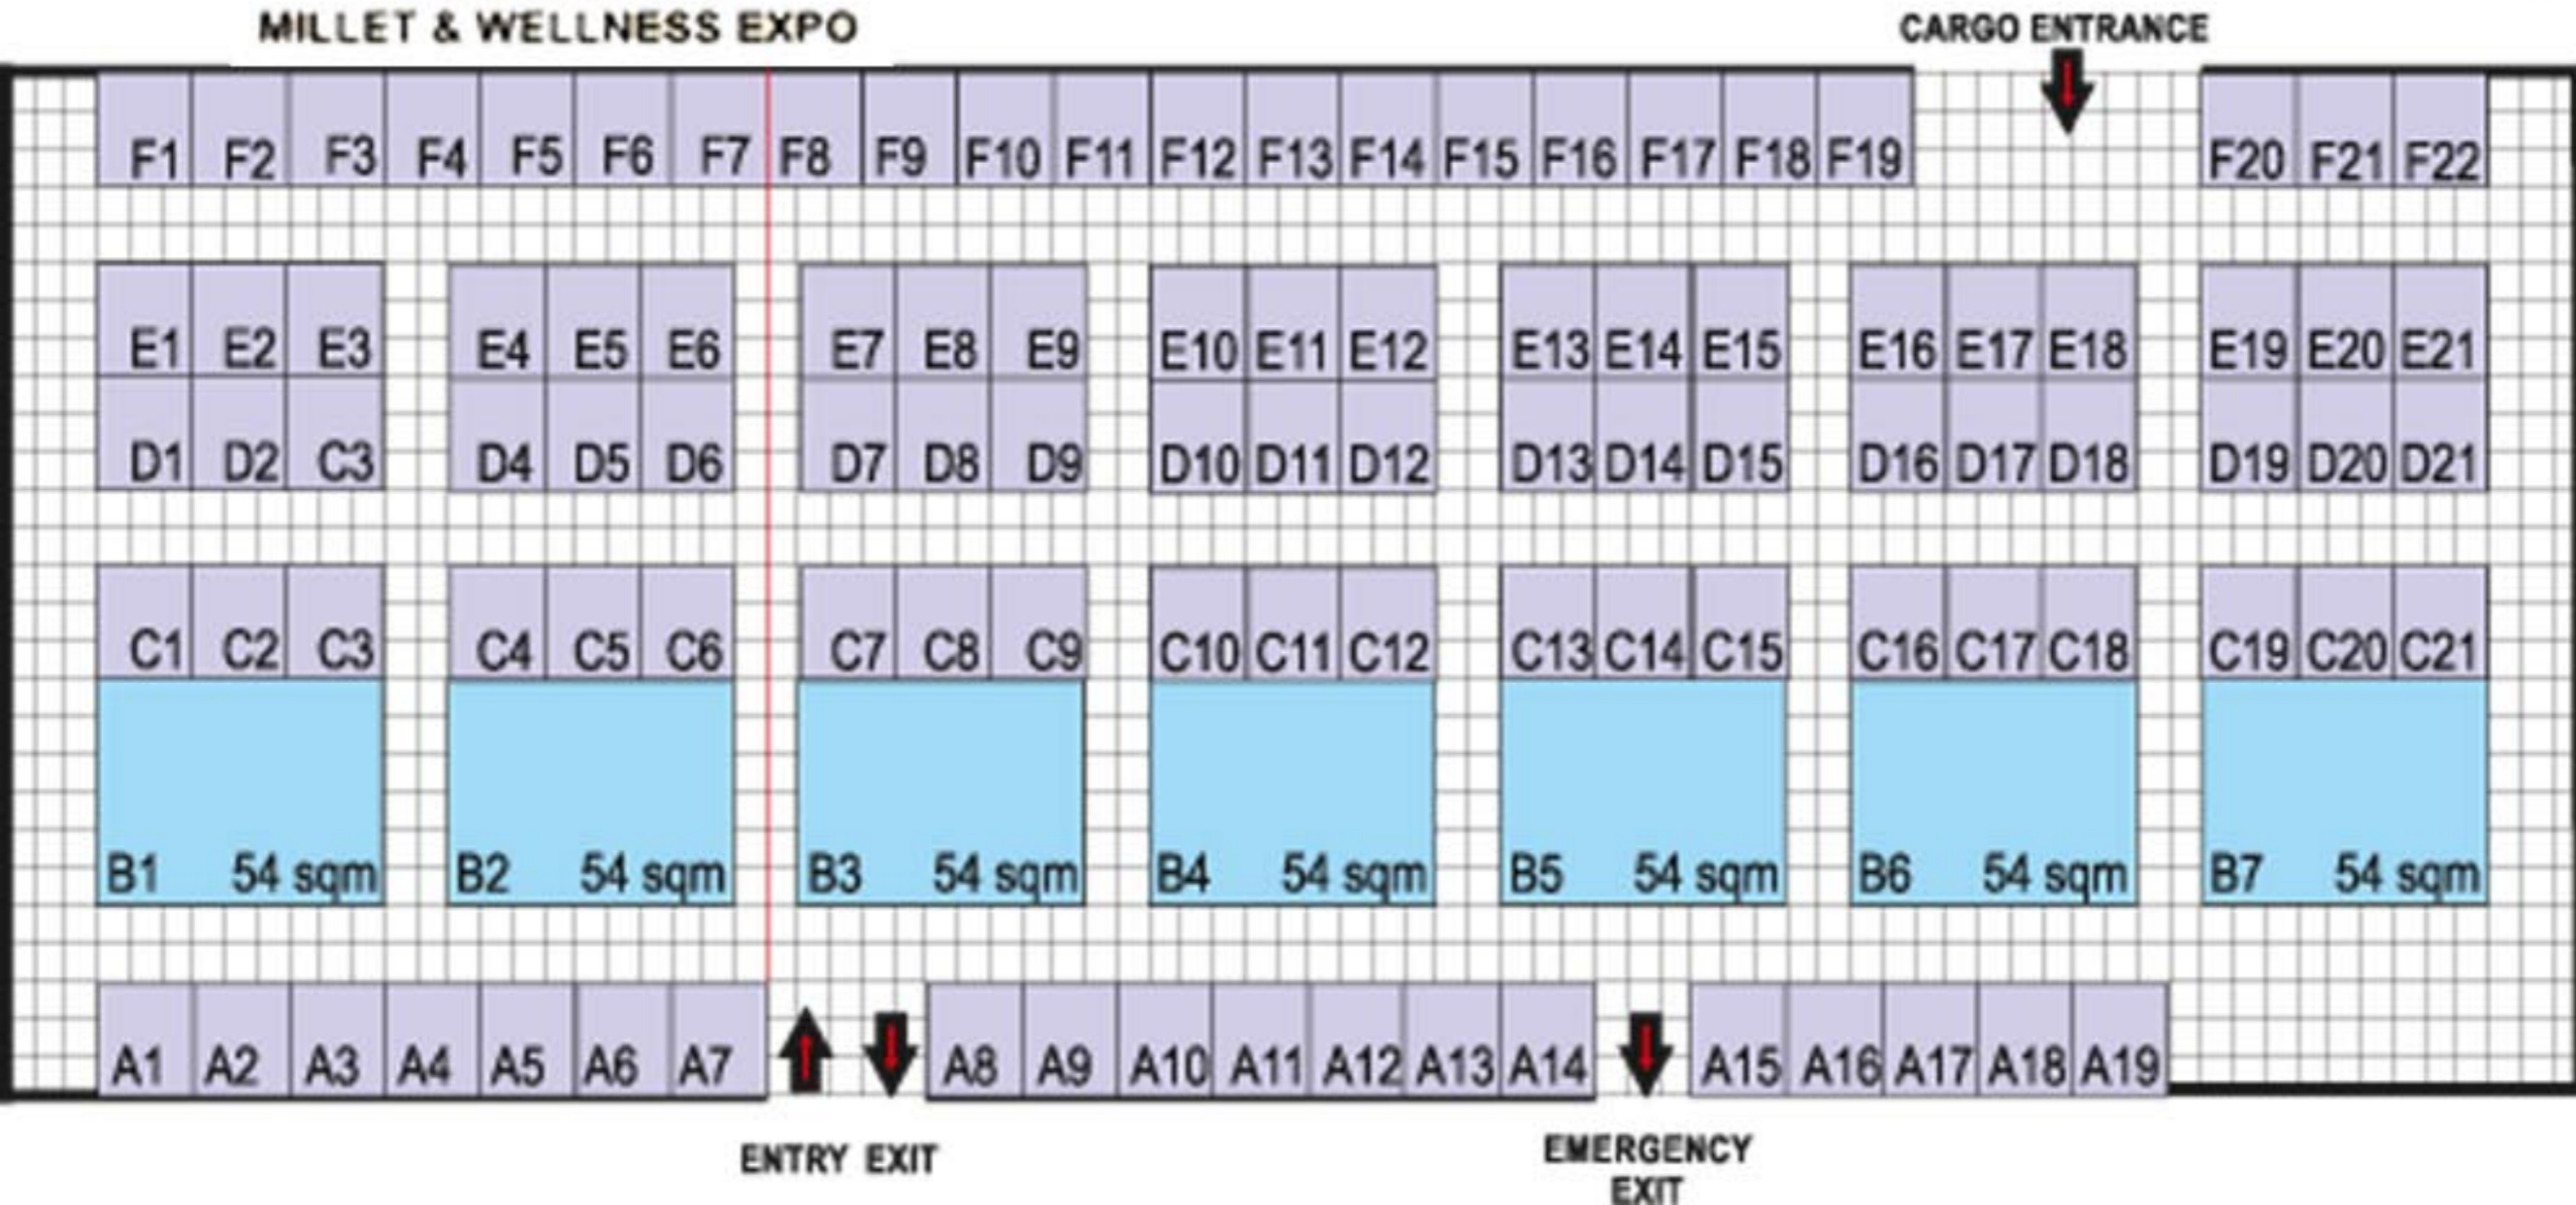 MILLET & WELLNESS EXPO CARGO ENTRANCE
F1 F2 F3 F4 F5 F6 F7 F8 F9 F10 F11 F12 F13 F14 F15 F16 F17 F18 F19 F20 F21 F22
E1 E2 E3 E4 E5 E6 E7 E8 E9 E10 E11 E12 E13 E14 E15 E16 E17 E18 E19 E20 E21
D1 D2 C3 D4 D5 D6 D7 D8 D9 D10 D11 D12 D13 D14 D15 D16 D17 D18 D19 D20 D21
C1 C2 C3 C4 C5 C6 C7 C8 C9 C10 C11 C12 C13 C14 C15 C16 C17 C18 C19 C20 C21
B1 54 sqm B2 54 sqm B3 54 sqm B4 54 sqm B5 54 sqm B6 54 sqm B7 54 sqm
A1 A2 A3 A4 A5 A6 A7 A8 A9 A10 A11 A12 A13 A14 A15 A16 A17 A18 A19
ENTRY EXIT
EMERGENCY
EXIT